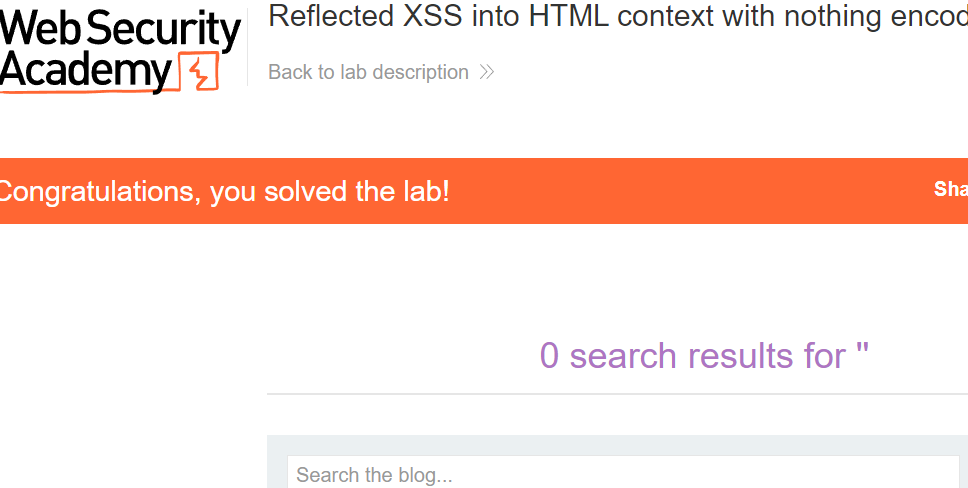 Web Security
Academy
Reflected XSS into HTML context with nothing encod
Back to lab description
Congratulations, you solved the lab!
Sha
0 search results for ''
Search the blog...